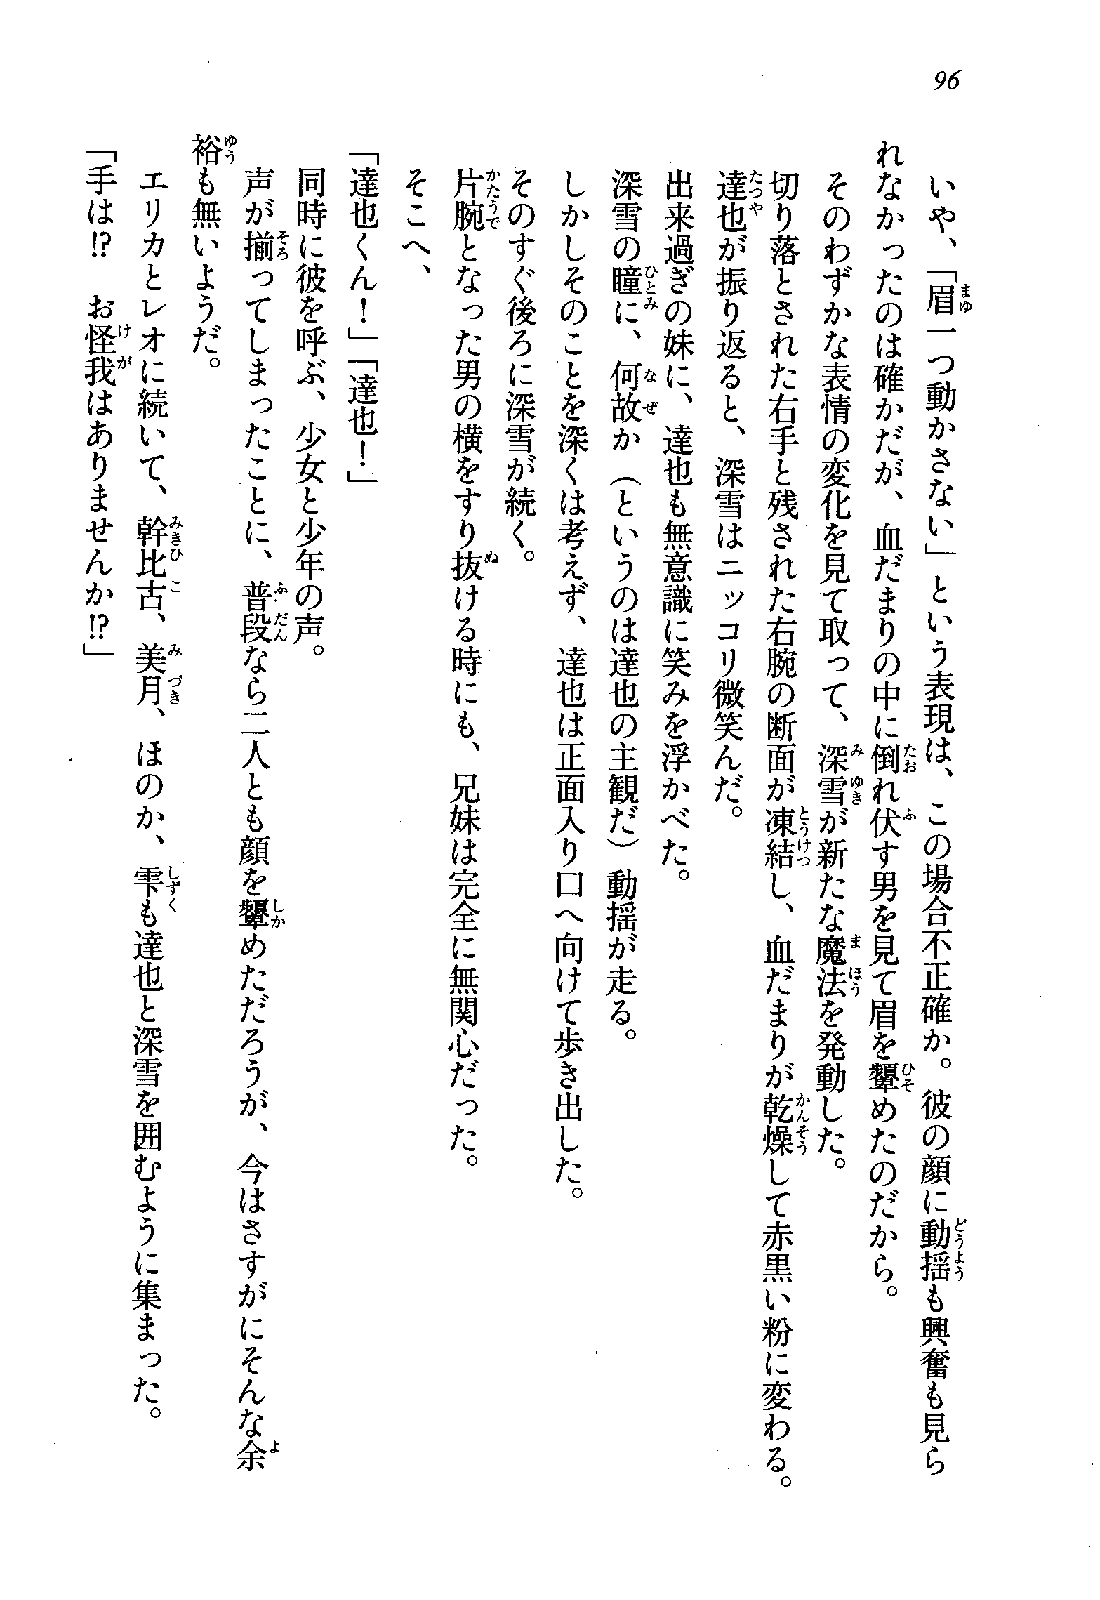 96
いや、「眉一つ動かさない」という表現は、この場合不正確か。彼の顔に動揺も興奮も見ら
れなかったのは確かだが、血だまりの中に倒れ伏す男を見て眉を顰めたのだから。
そのわずかな表情の変化を見て取って、深雪が新たな魔法を発動した。
切り落とされた右手と残された右腕の断面が凍結し、血だまりが乾燥して赤黒い粉に変わる。
達也が振り返ると、深雪はニッコリ微笑んだ。
出来過ぎの妹に、達也も無意識に笑みを浮かべた。
深雪の瞳に、何故か（というのは達也の主観だ）動揺が走る。
しかしそのことを深くは考えず、達也は正面入り口へ向けて歩き出した。
そのすぐ後ろに深雪が続く。
片腕となった男の横をすり抜ける時にも、兄妹は完全に無関心だった。
そこへ、
「達也くん！」「達也！」
同時に彼を呼ぶ、少女と少年の声。
声が揃ってしまったことに、普段なら二人とも顔を顰めただろうが、今はさすがにそんな余
裕も無いようだ。
エリカとレオに続いて、幹比古、美月、ほのか、雫も達也と深雪を囲むように集まった。
「手は!?　お怪我はありませんか!?」